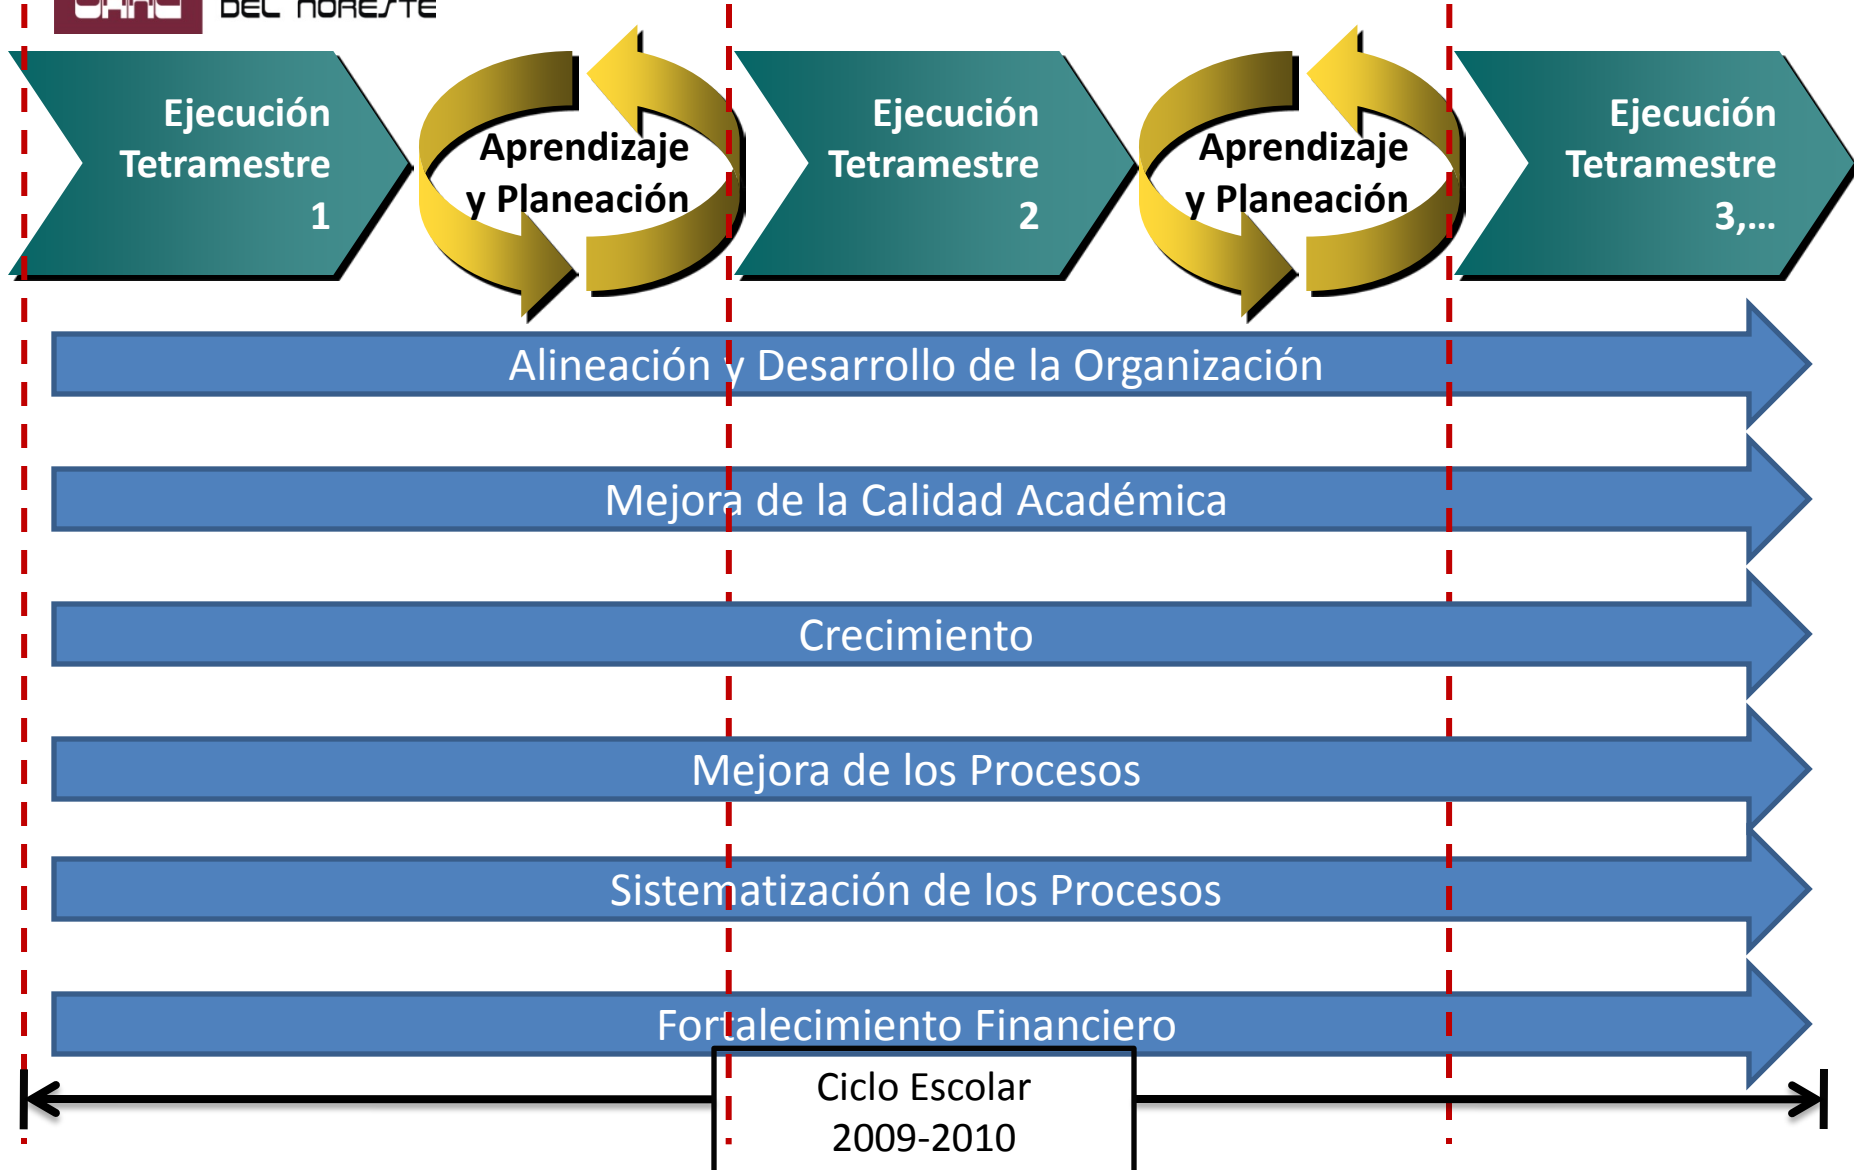 DEL NORESTE
Ejecución
Tetramestre
1
Aprendizaje
y Planeación
Ejecución
Tetramestre
2
Aprendizaje
y Planeación
Ejecución
Tetramestre
3,...
Alineación y Desarrollo de la Organización
Mejora de la Calidad Académica
Crecimiento
Mejora de los Procesos
Sistematización de los Procesos
Fortalecimiento Financiero
Ciclo Escolar
2009-2010